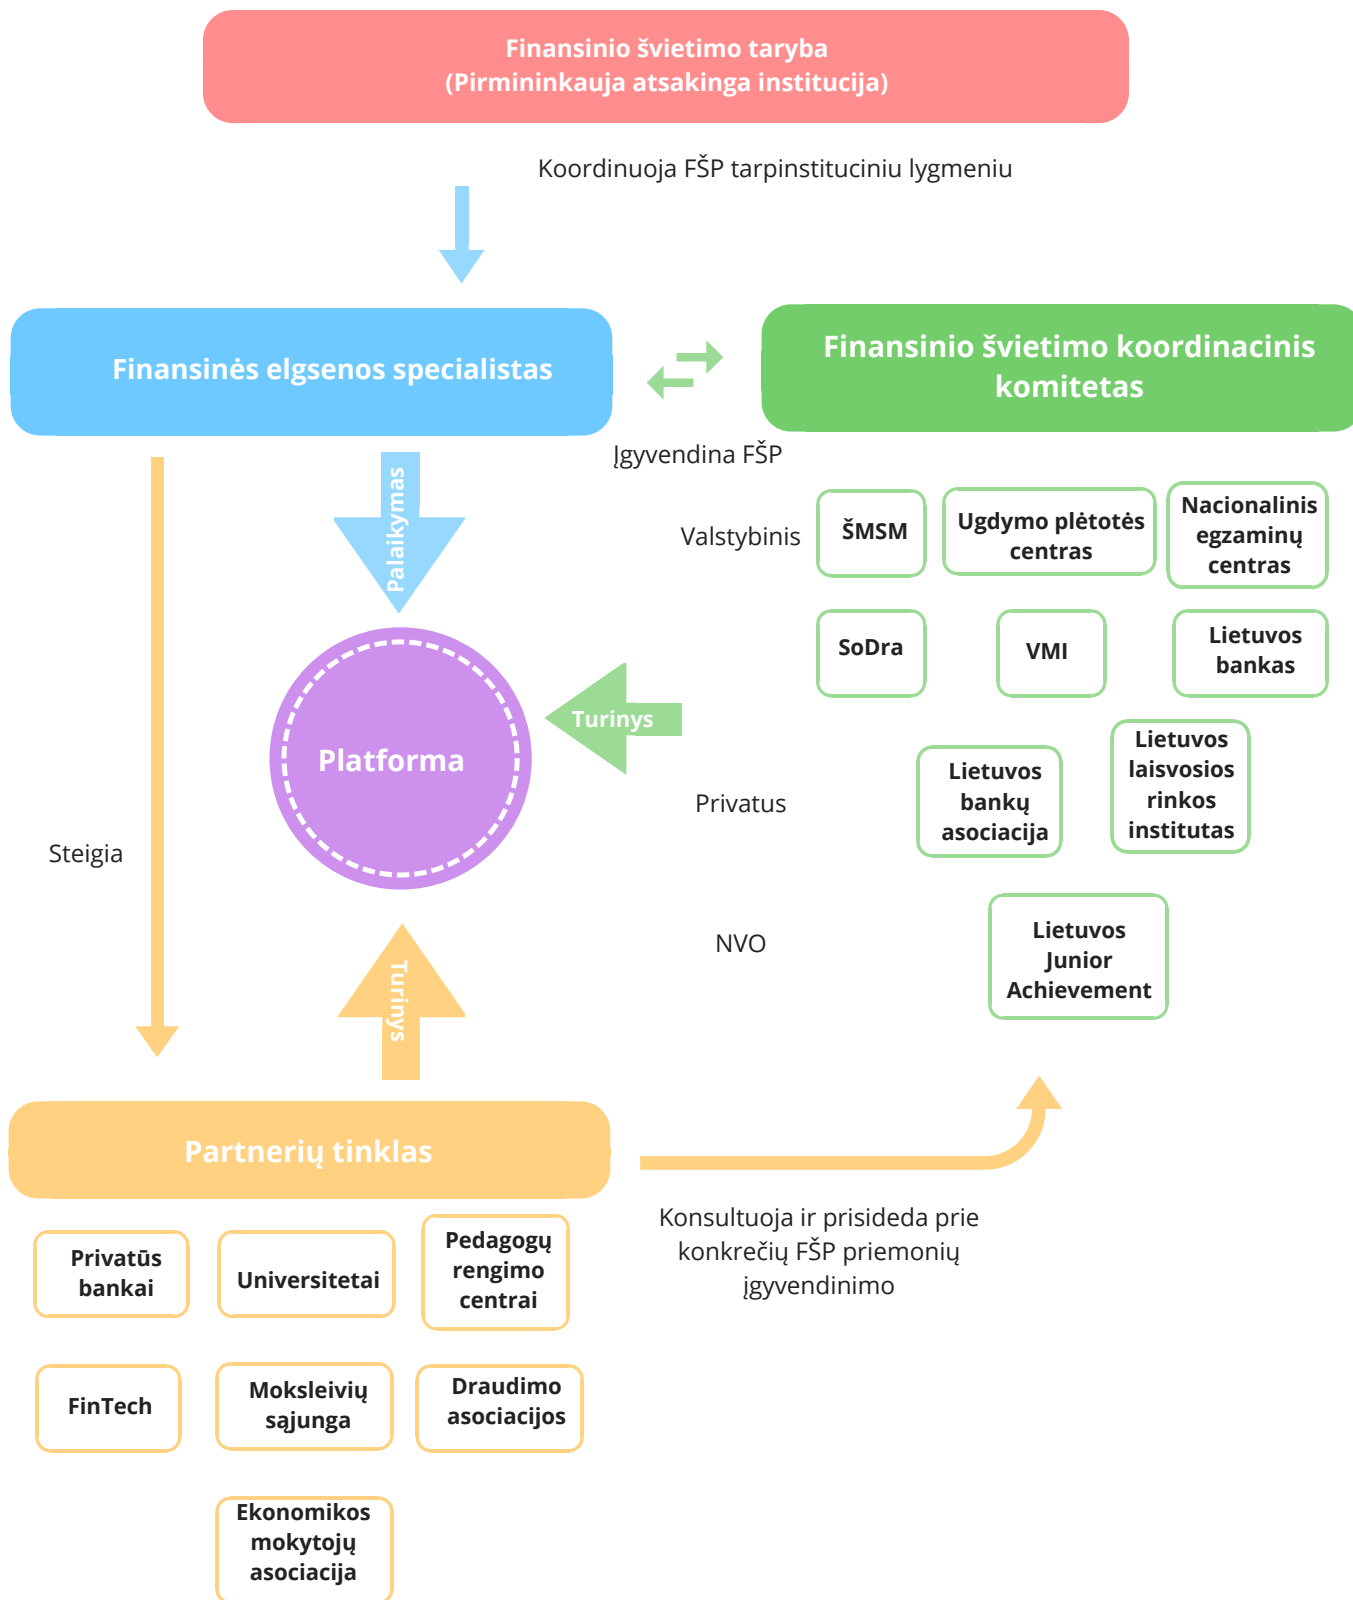 Finansinio švietimo taryba
(Pirmininkauja atsakinga institucija)
Koordinuoja FŠP tarpinstituciniu lygmeniu
Finansinės elgsenos specialistas
Finansinio švietimo koordinacinis
komitetas
Įgyvendina FŠP
Palaikymas
Valstybinis
ŠMSM
Ugdymo plėtotės
centras
Nacionalinis
egzaminų
centras
SoDra
VMI
Lietuvos
bankas
Turinys
Platforma
Privatus
Lietuvos
bankų
asociacija
Lietuvos
laisvosios
rinkos
institutas
Steigia
NVO
Lietuvos
Junior
Achievement
Turinys
Partnerių tinklas
Konsultuoja ir prisideda prie
konkrečių FŠP priemonių
įgyvendinimo
Privatūs
bankai
Universitetai
Pedagogų
rengimo
centrai
FinTech
Moksleivių
sąjunga
Draudimo
asociacijos
Ekonomikos
mokytojų
asociacija